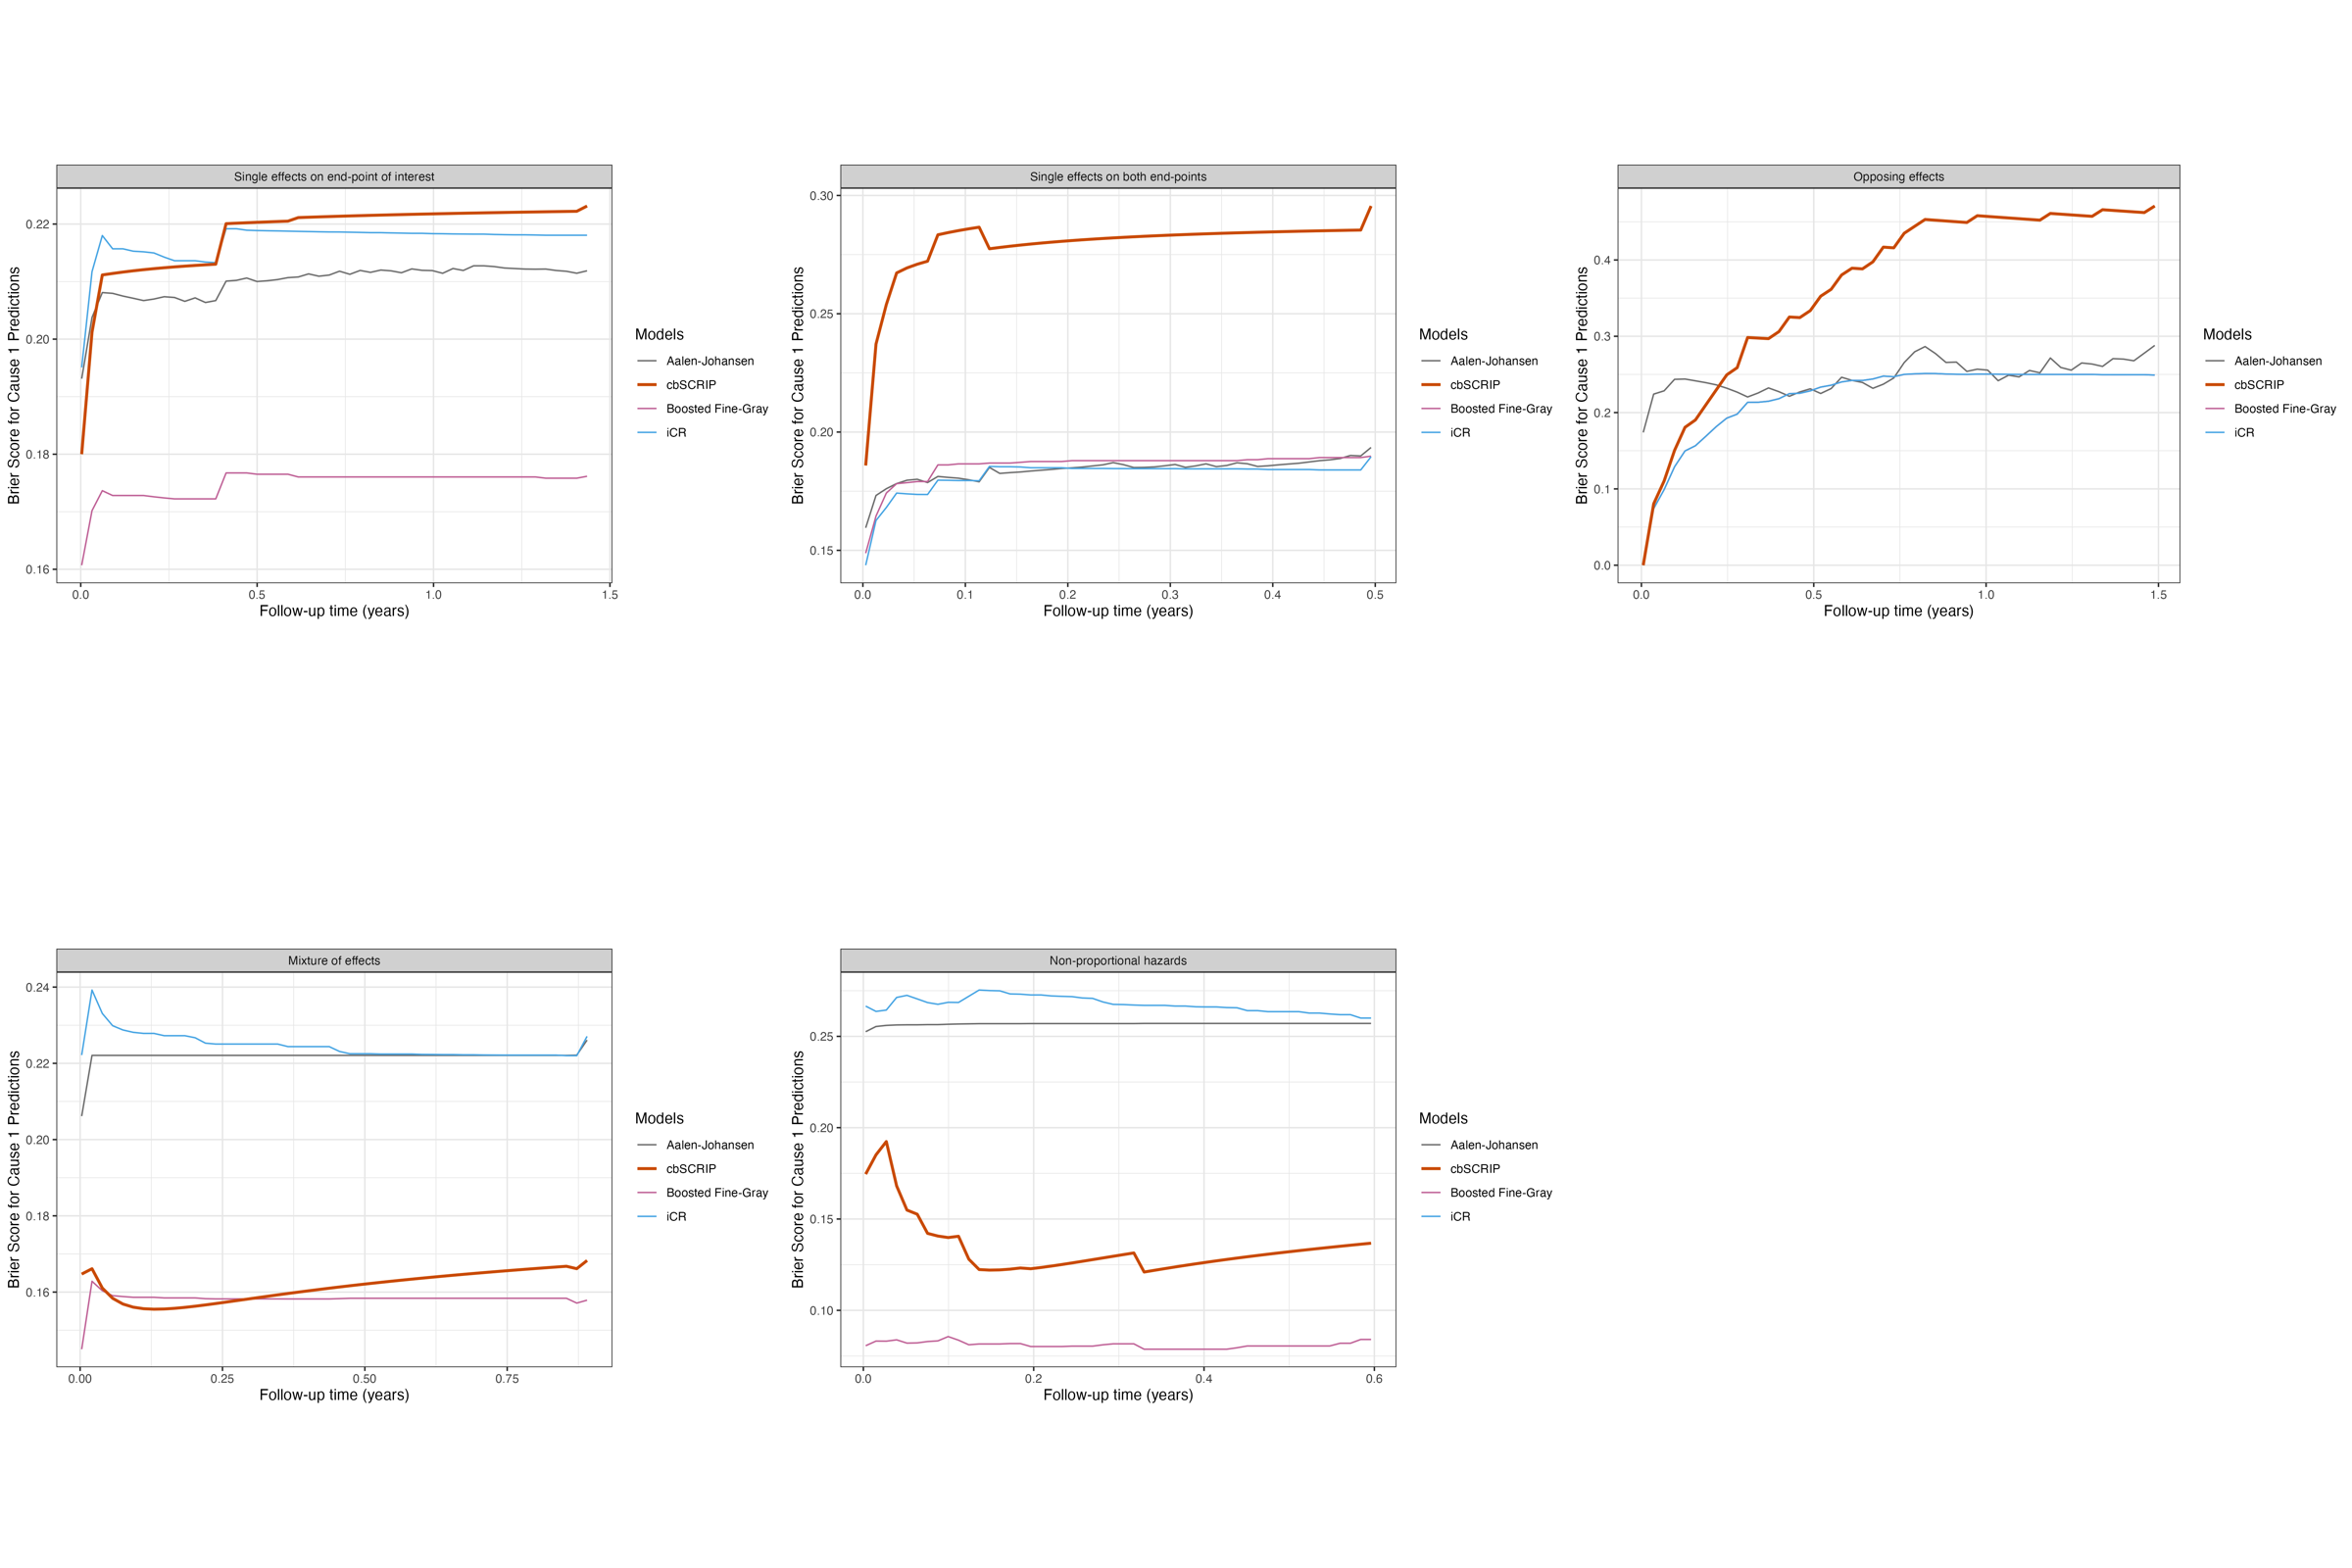 Single effects on end-point of interest
Brier Score for Cause 1 Predictions
0.22
0.20
0.18
0.16
0.0 0.5 1.0 1.5
Follow-up time (years)
Models
Aalen-Johansen
cbSCRIP
Boosted Fine-Gray
iCR
Single effects on both end-points
Brier Score for Cause 1 Predictions
0.30
0.25
0.20
0.15
0.0 0.1 0.2 0.3 0.4 0.5
Follow-up time (years)
Models
Aalen-Johansen
cbSCRIP
Boosted Fine-Gray
iCR
Opposing effects
Brier Score for Cause 1 Predictions
0.4
0.3
0.2
0.1
0.0
0.0 0.5 1.0 1.5
Follow-up time (years)
Models
Aalen-Johansen
cbSCRIP
Boosted Fine-Gray
iCR
Mixture of effects
Brier Score for Cause 1 Predictions
0.24
0.22
0.20
0.18
0.16
0.00 0.25 0.50 0.75
Follow-up time (years)
Models
Aalen-Johansen
cbSCRIP
Boosted Fine-Gray
iCR
Non-proportional hazards
Brier Score for Cause 1 Predictions
0.25
0.20
0.15
0.10
0.0 0.2 0.4 0.6
Follow-up time (years)
Models
Aalen-Johansen
cbSCRIP
Boosted Fine-Gray
iCR